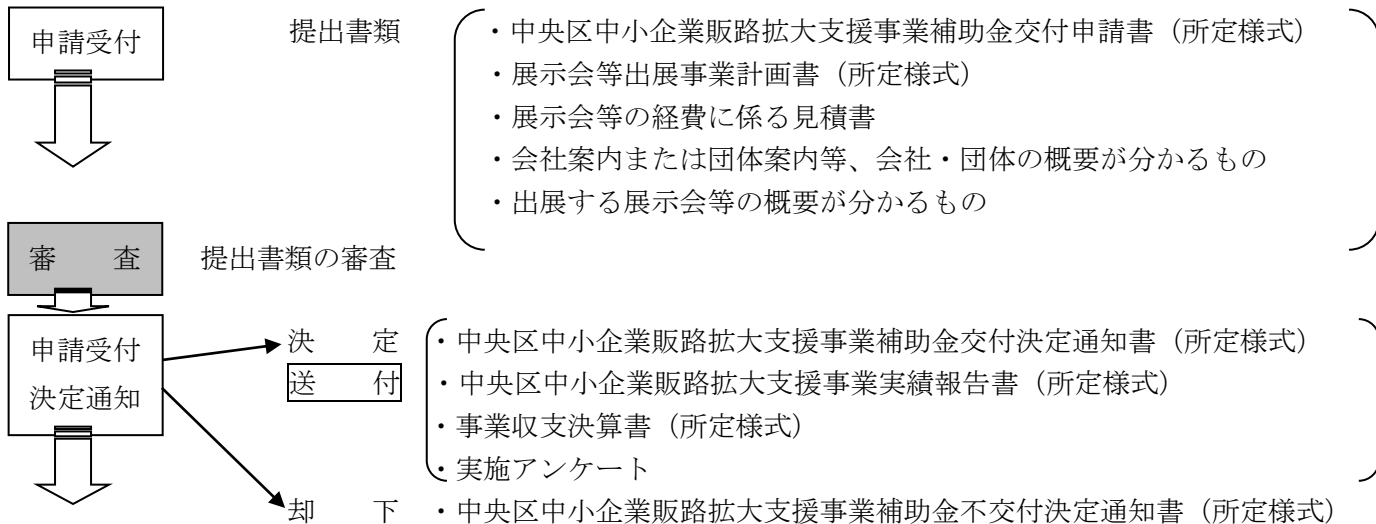 申請受付 提出書類 ・中央区中小企業販路拡大支援事業補助金交付申請書（所定様式）
・展示会等出展事業計画書（所定様式）
・展示会等の経費に係る見積書
・会社案内または団体案内等、会社・団体の概要が分かるもの
・出展する展示会等の概要が分かるもの
審　査 提出書類の審査
申請受付 決　定 ・中央区中小企業販路拡大支援事業補助金交付決定通知書（所定様式）
決定通知 送　付 ・中央区中小企業販路拡大支援事業実績報告書（所定様式）
・事業収支決算書（所定様式）
・実施アンケート
却　下 ・中央区中小企業販路拡大支援事業補助金不交付決定通知書（所定様式）